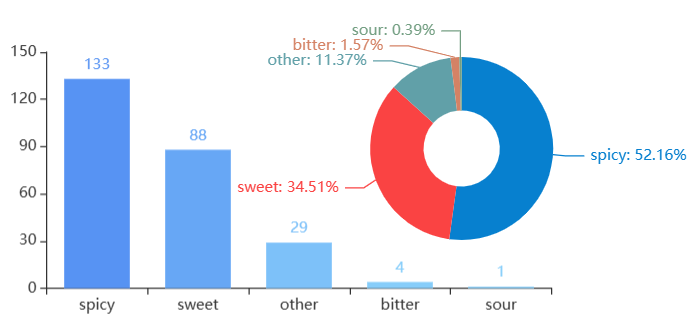 sour: 0.39%
bitter: 1.57%
other: 11.37%
spicy: 52.16%
sweet: 34.51%
150
120
90
60
30
0
133
88
29
4
1
spicy
sweet
other
bitter
sour